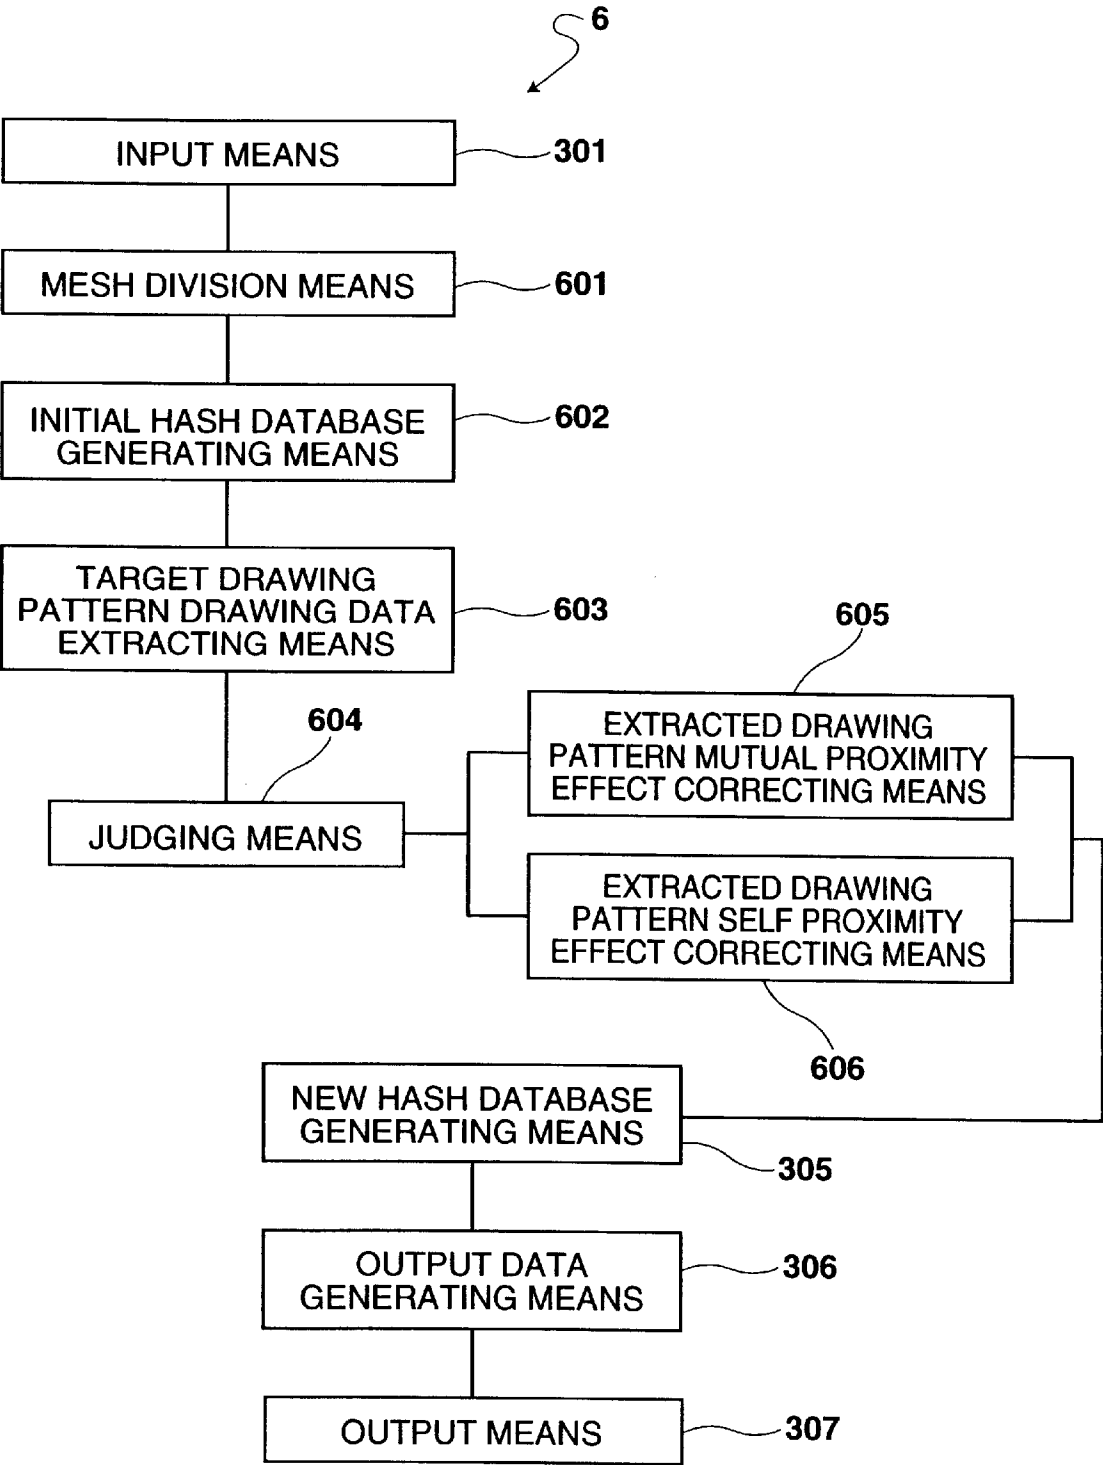 6
INPUT MEANS
301
MESH DIVISION MEANS
601
INITIAL HASH DATABASE
GENERATING MEANS
602
TARGET DRAWING
PATTERN DRAWING DATA
EXTRACTING MEANS
603
604
JUDGING MEANS
605
EXTRACTED DRAWING
PATTERN MUTUAL PROXIMITY
EFFECT CORRECTING MEANS
EXTRACTED DRAWING
PATTERN SELF PROXIMITY
EFFECT CORRECTING MEANS
606
NEW HASH DATABASE
GENERATING MEANS
305
OUTPUT DATA
GENERATING MEANS
306
OUTPUT MEANS
307